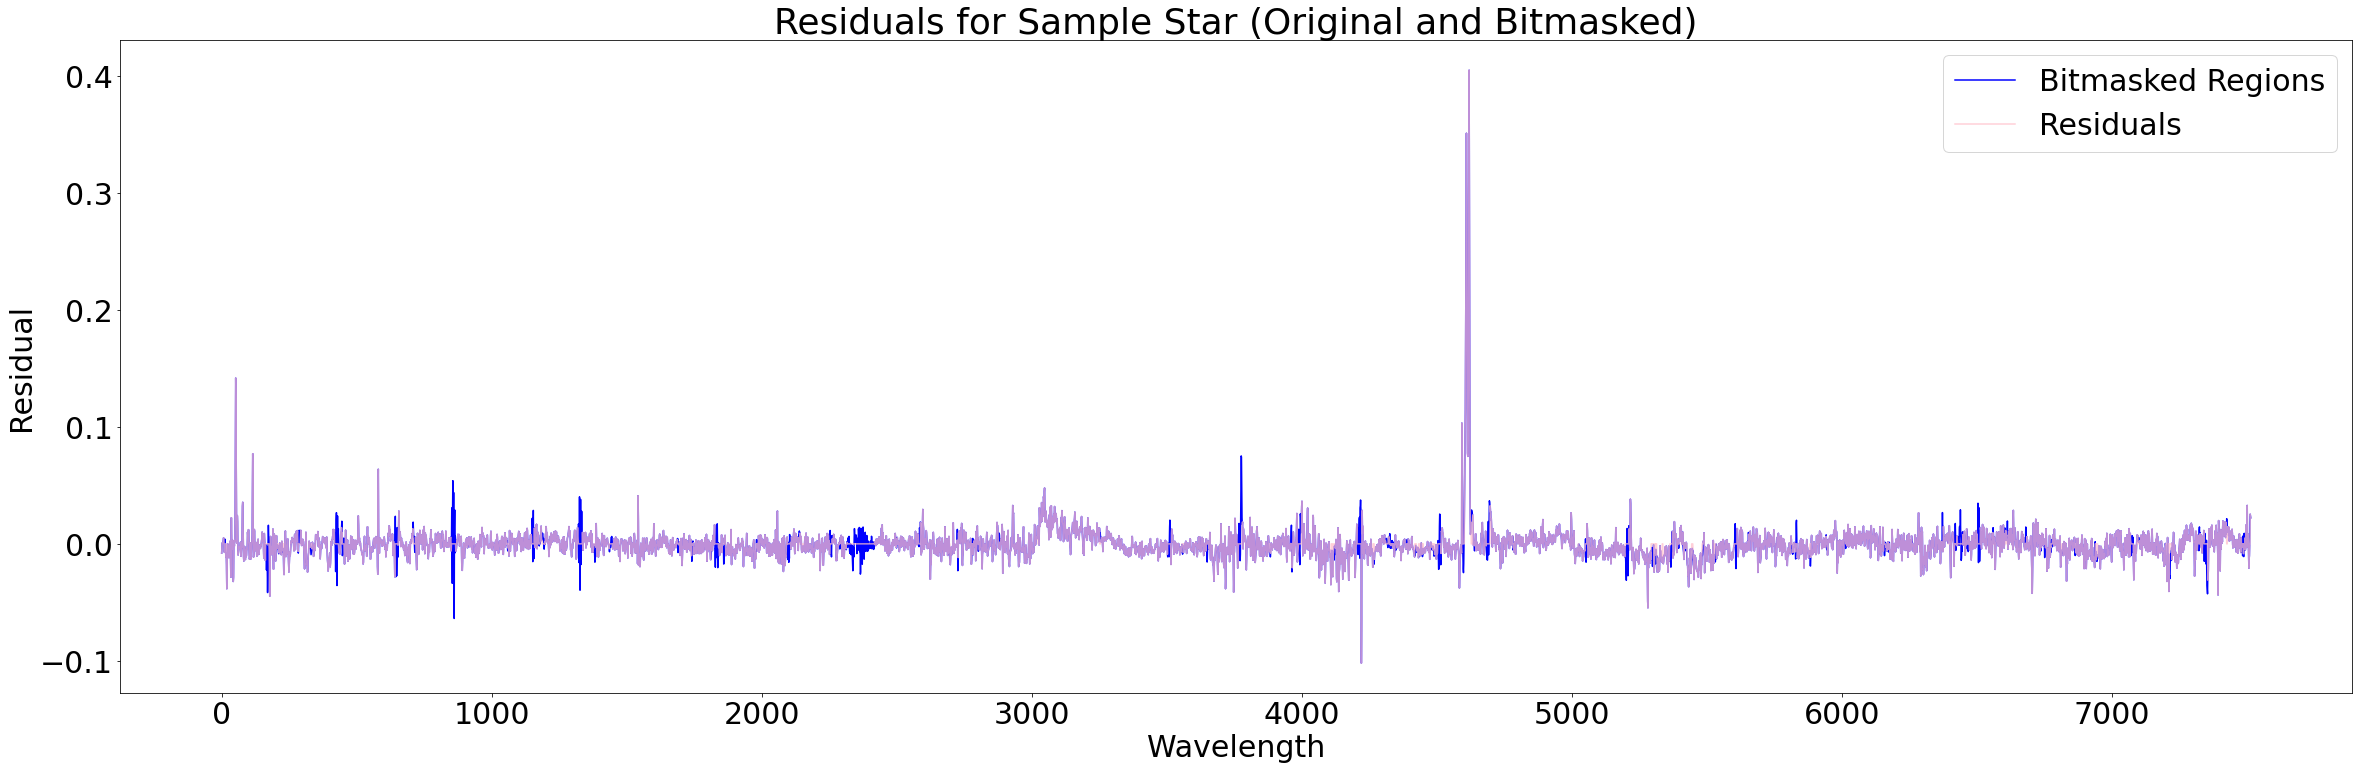 Residuals for Sample Star (Original and Bitmasked)
Bitmasked Regions
Residuals
Residual
0.4
0.3
0.2
0.1
0.0
−0.1
0 1000 2000 3000 4000 5000 6000 7000
Wavelength